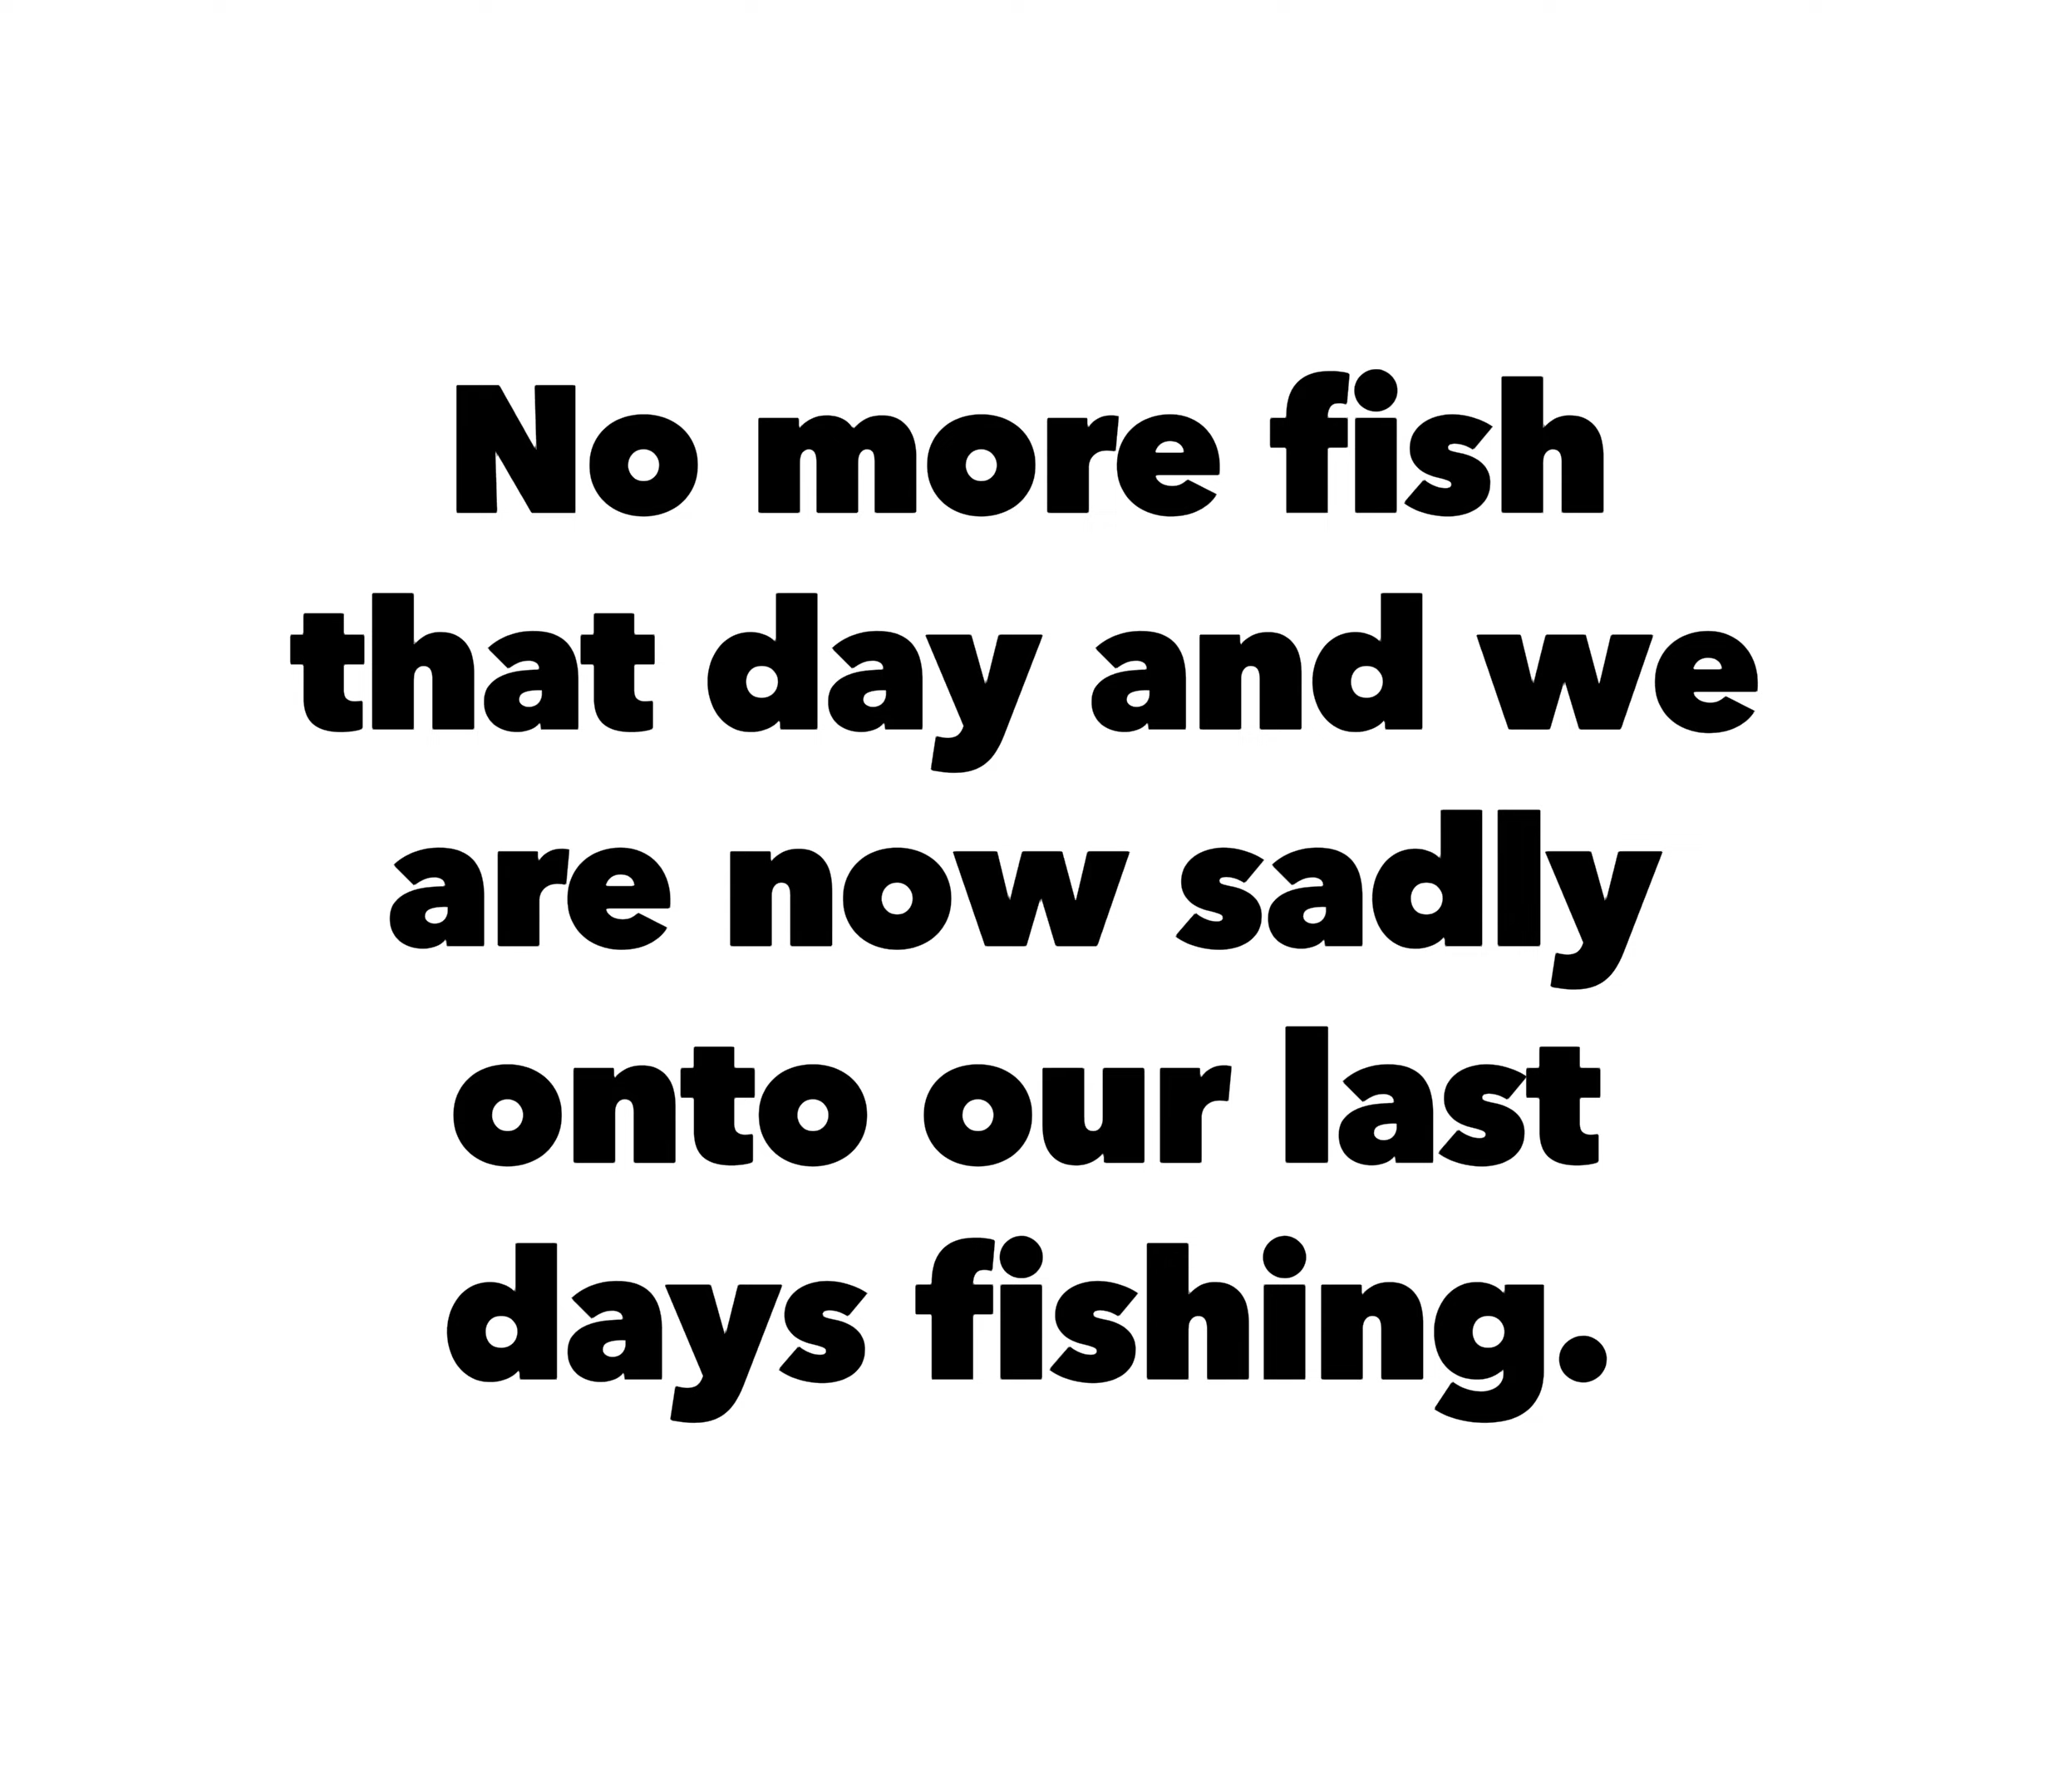 No more fish
that day and we
are now sadly
onto our last
days fishing.